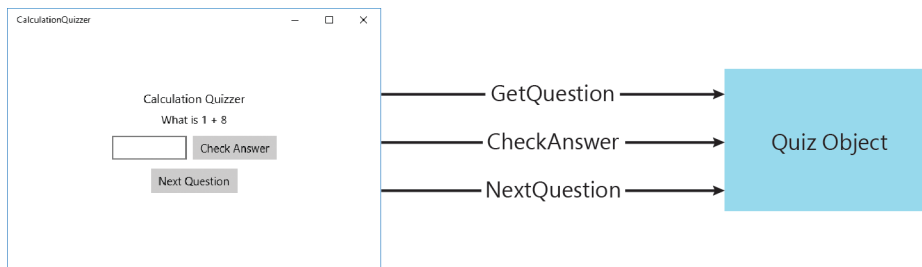 CalculationQuizzer
Calculation Quizzer
What is 1 + 8
Check Answer
Next Question
GetQuestion
CheckAnswer
NextQuestion
Quiz Object